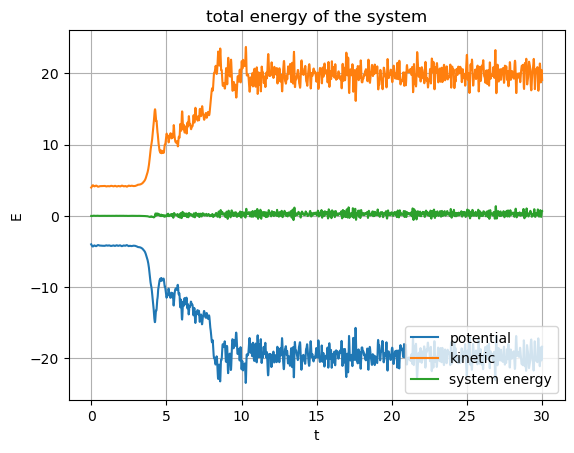 total energy of the system
E
20
10
0
−10
−20
0
5
10
15
20
25
30
t
potential
kinetic
system energy